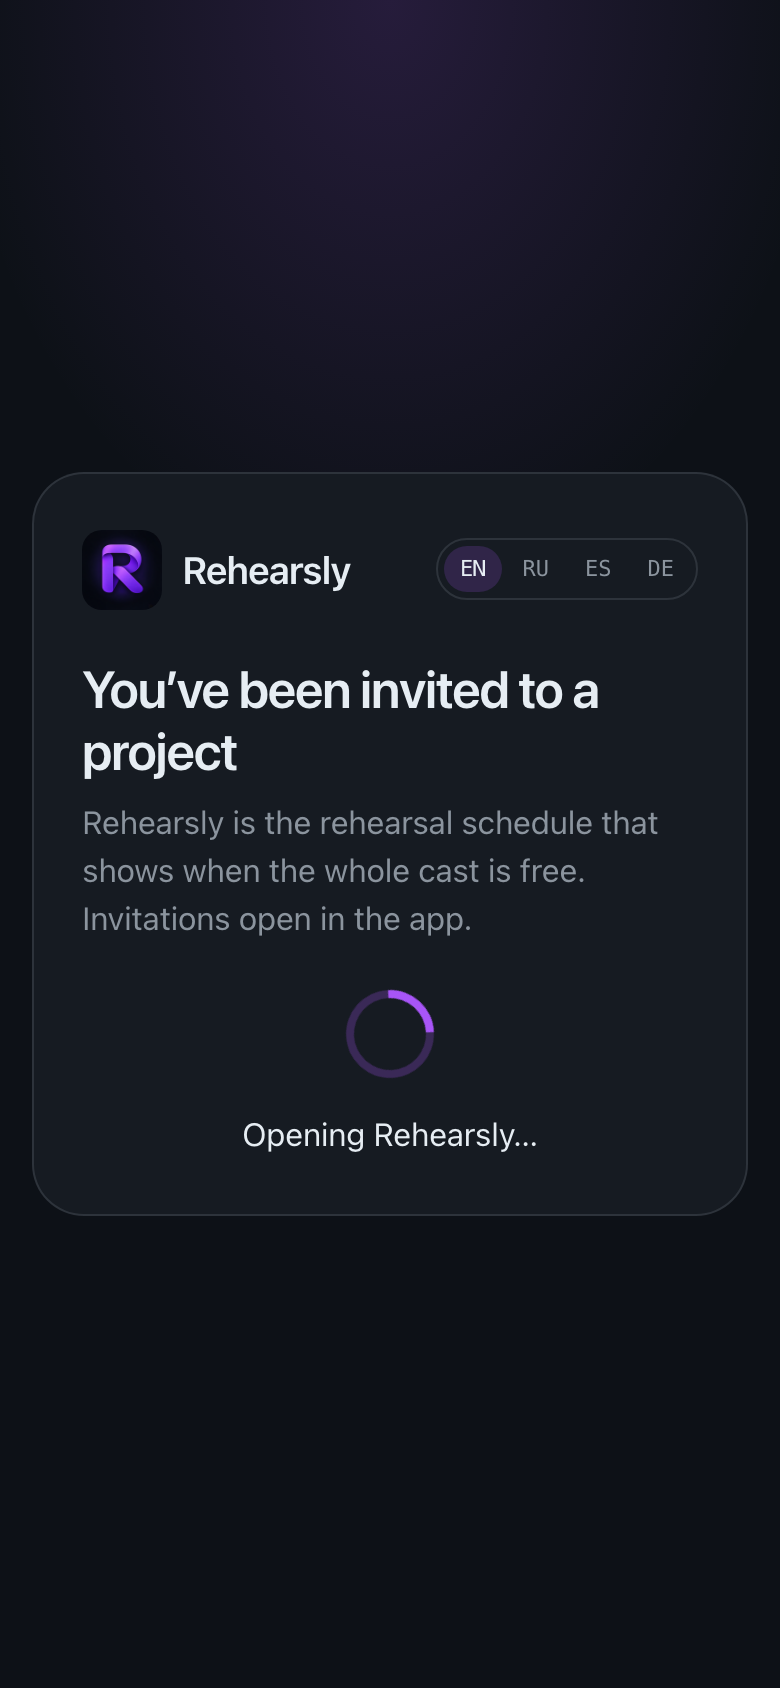 Rehearsly
EN RU ES DE
You’ve been invited to a
project
Rehearsly is the rehearsal schedule that
shows when the whole cast is free.
Invitations open in the app.
Opening Rehearsly…